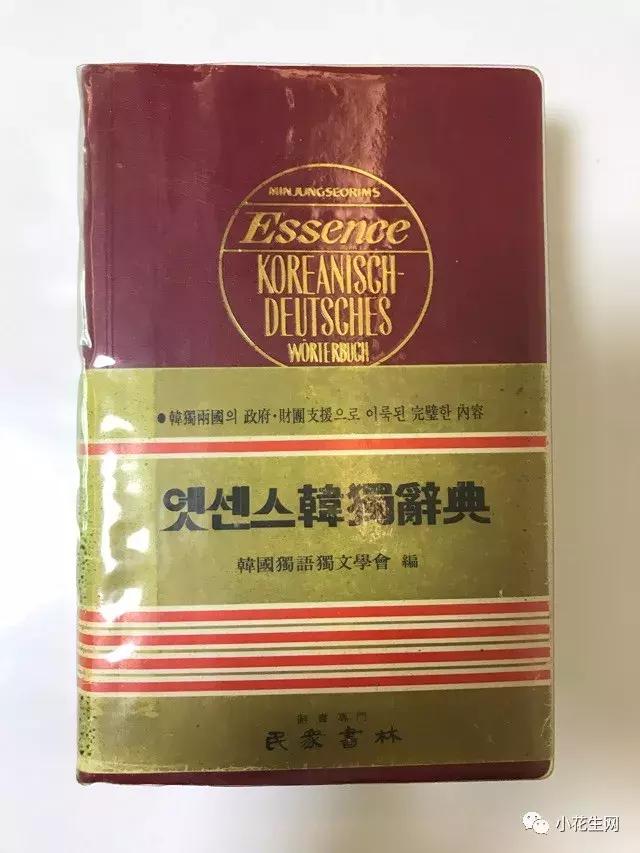 MINJUNGSEORIMS
Essence
KOREANISCH-
DEUTSCHES
WÖRTERBUCH
●韓獨兩國의 政府·財團支援으로 이룩된 完璧한 內容
엣센스韓獨辭典
韓國獨語獨文學會 編
辭書專門
民衆書林
小花生网